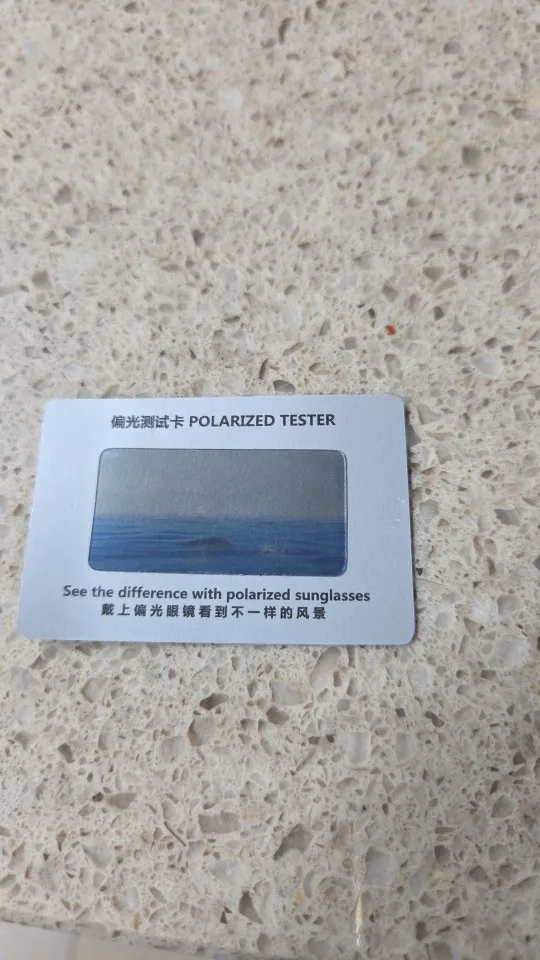 偏光测试卡 POLARIZED TESTER
See the difference with polarized sunglasses
戴上偏光眼镜看到不一样的风景